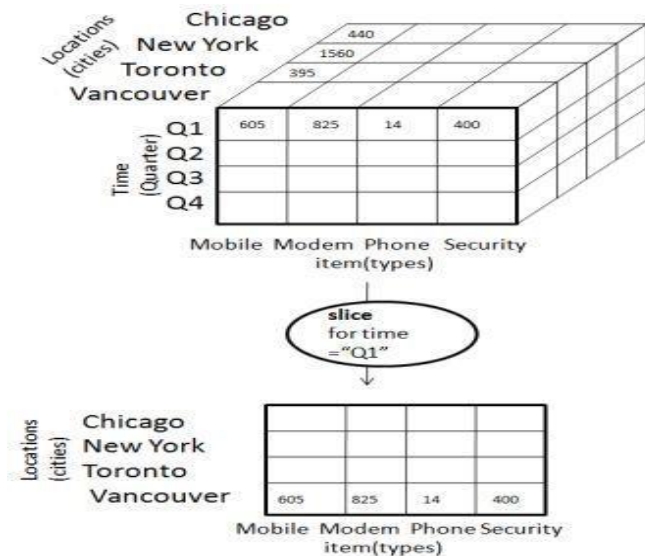 Chicago
New York
Toronto
Vancouver
Locations
(cities)
440
1560
395
Q1 605 825 14 400
Q2
Q3
Q4
Time
(Quarter)
Mobile Modem Phone Security
item(types)
slice
for time
="Q1"
Chicago
New York
Toronto
Vancouver 605 825 14 400
Locations
(cities)
Mobile Modem Phone Security
item(types)